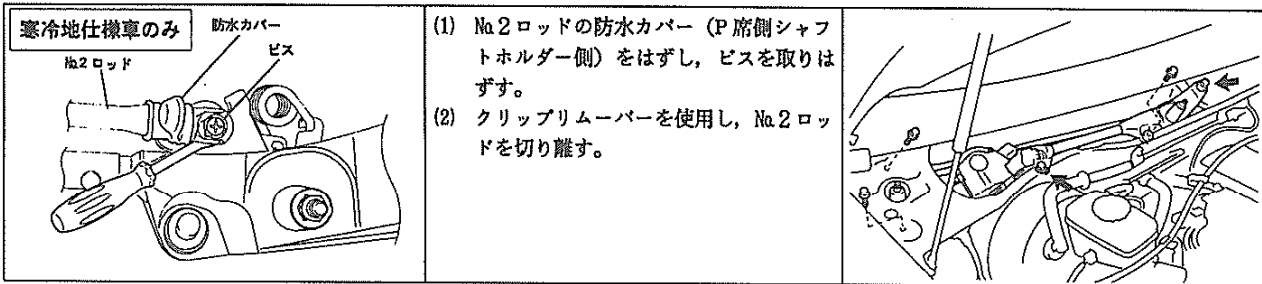 寒冷地仕様車のみ
防水カバー
ビス
№2ロッド
(1) №2ロッドの防水カバー（P席側シャフ
トホルダー側）をはずし，ビスを取りは
ずす。
(2) クリップリムーバーを使用し，№2ロッ
ドを切り離す。